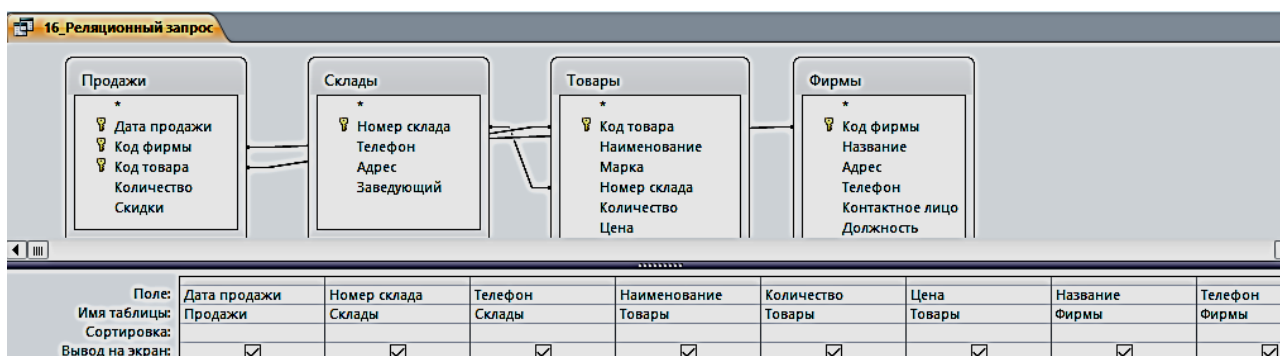 16_Реляционный запрос
Продажи
*
Дата продажи
Код фирмы
Код товара
Количество
Скидки
Склады
*
Номер склада
Телефон
Адрес
Заведующий
Товары
*
Код товара
Наименование
Марка
Номер склада
Количество
Цена
Фирмы
*
Код фирмы
Название
Адрес
Телефон
Контактное лицо
Должность
Поле: Дата продажи Номер склада Телефон Наименование Количество Цена Название Телефон
Имя таблицы: Продажи Склады Склады Товары Товары Товары Фирмы Фирмы
Сортировка:
Вывод на экран: